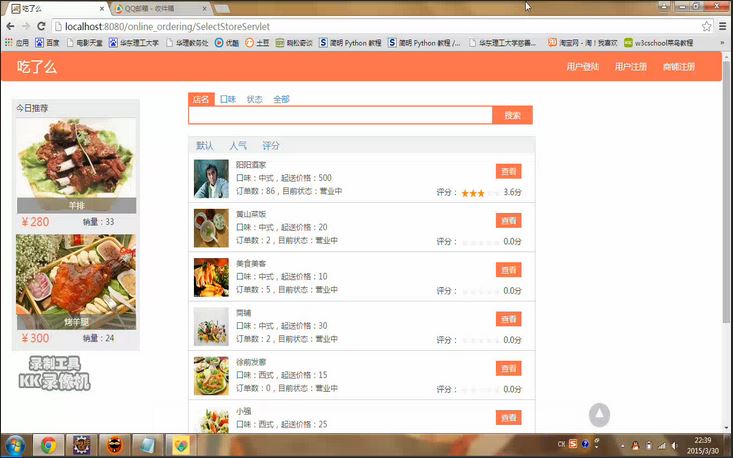 吃了么
QQ邮箱 - 收件箱
localhost:8080/online_ordering/SelectStoreServlet
应用 百度 电影天堂 华东理工大学 华理教务处 优酷 土豆 晓松奇谈 简明 Python 教程 简明 Python 教程 /... 华东理工大学慈善... 淘宝网 - 淘！我喜欢 w3cschool菜鸟教程
吃了么 用户登陆 用户注册 商铺注册
今日推荐
羊排
￥280 销量：33
烤羊腿
￥300 销量：24
店名 口味 状态 全部
搜索
默认 人气 评分
阳阳酒家
口味：中式，起送价格：500
查看
订单数：86，目前状态：营业中
评分： 3.6分
黄山菜饭
口味：中式，起送价格：20
查看
订单数：2，目前状态：营业中
评分： 0.0分
美食美客
口味：中式，起送价格：10
查看
订单数：5，目前状态：营业中
评分： 0.0分
商铺
口味：中式，起送价格：30
查看
订单数：2，目前状态：营业中
评分： 0.0分
徐前发廊
口味：西式，起送价格：15
查看
订单数：0，目前状态：营业中
评分： 0.0分
小强
口味：西式，起送价格：25
查看
录制工具
KK录像机
CH
22:39
2015/3/30